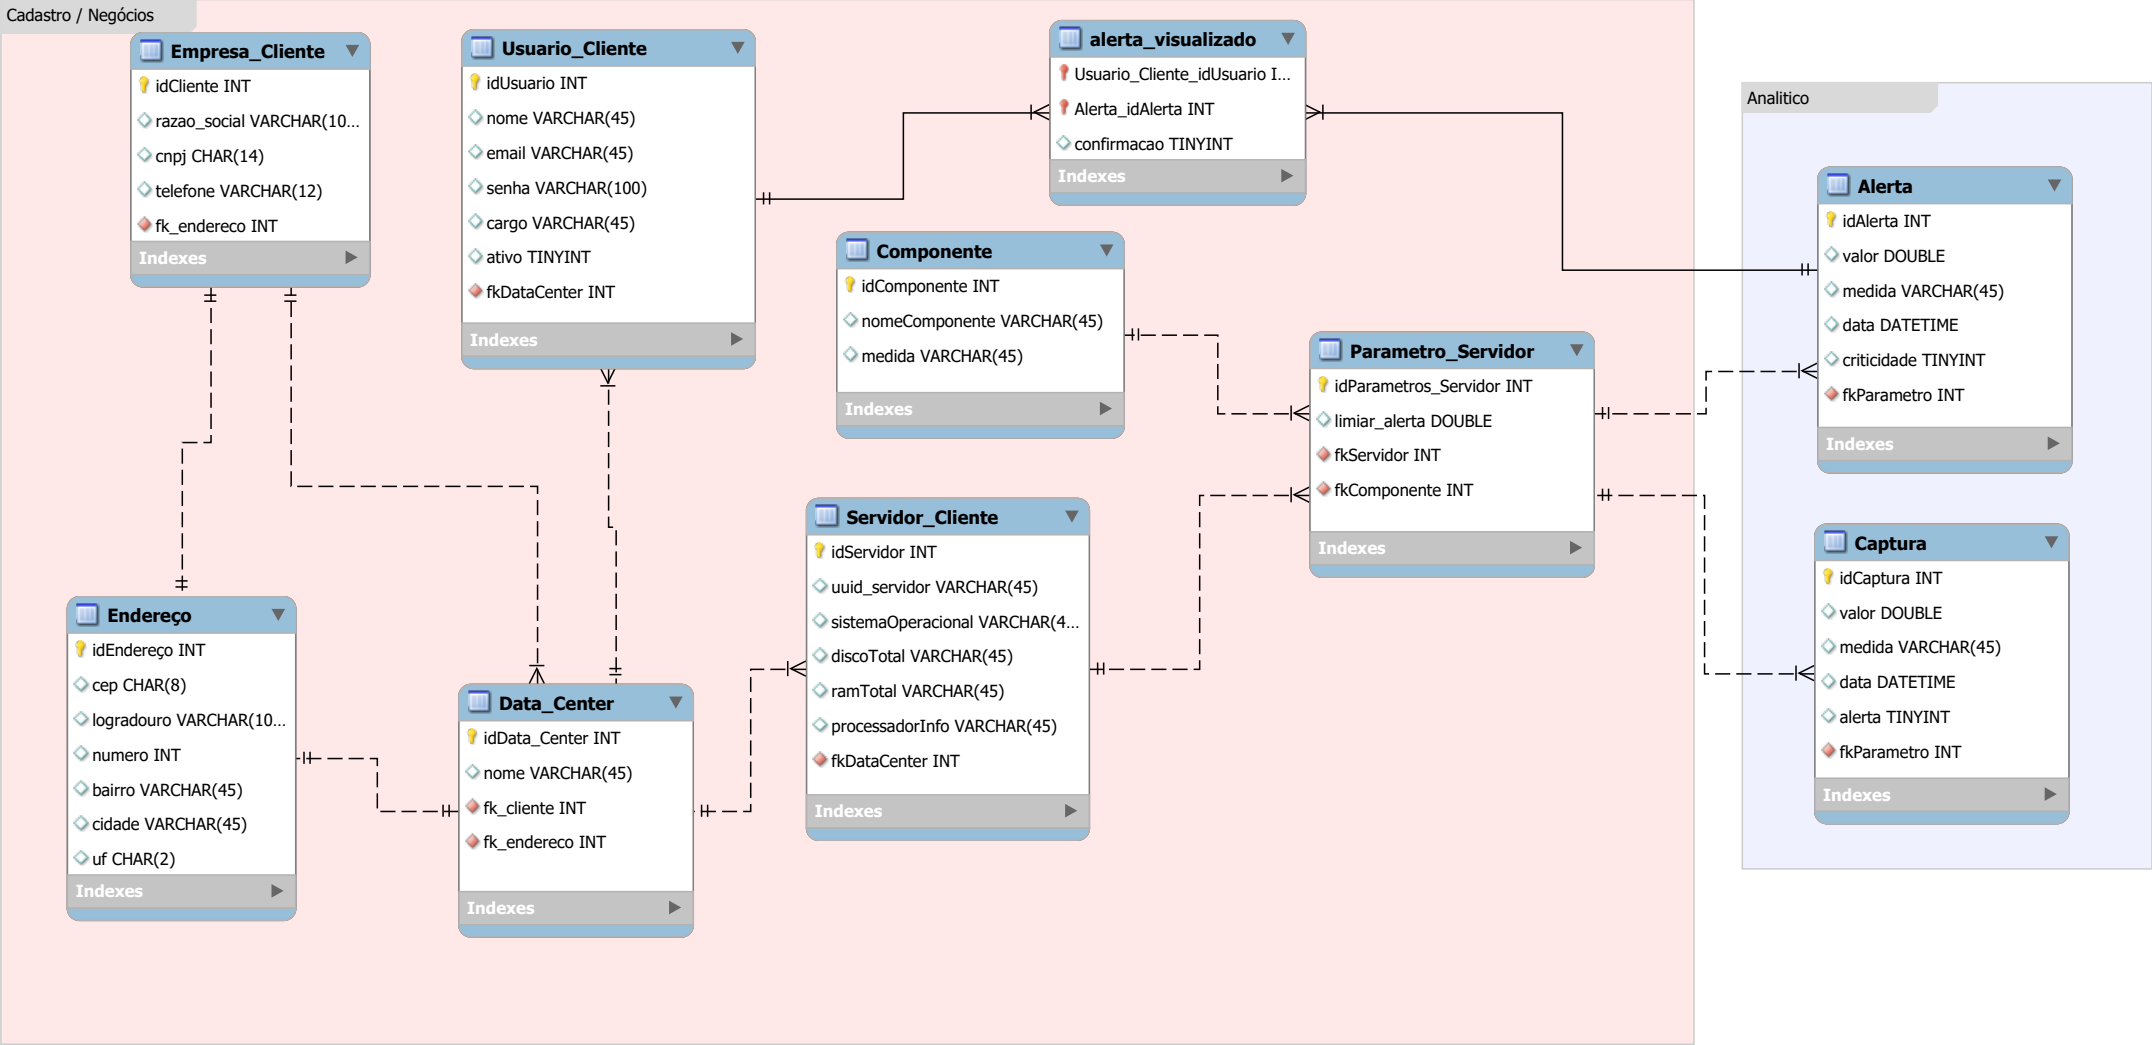 Cadastro / Negócios
Empresa_Cliente
idCliente INT
razao_social VARCHAR(10...
cnpj CHAR(14)
telefone VARCHAR(12)
fk_endereco INT
Indexes
Usuario_Cliente
idUsuario INT
nome VARCHAR(45)
email VARCHAR(45)
senha VARCHAR(100)
cargo VARCHAR(45)
ativo TINYINT
fkDataCenter INT
Indexes
alerta_visualizado
Usuario_Cliente_idUsuario I...
Alerta_idAlerta INT
confirmacao TINYINT
Indexes
Componente
idComponente INT
nomeComponente VARCHAR(45)
medida VARCHAR(45)
Indexes
Parametro_Servidor
idParametros_Servidor INT
limiar_alerta DOUBLE
fkServidor INT
fkComponente INT
Indexes
Servidor_Cliente
idServidor INT
uuid_servidor VARCHAR(45)
sistemaOperacional VARCHAR(4...
discoTotal VARCHAR(45)
ramTotal VARCHAR(45)
processadorInfo VARCHAR(45)
fkDataCenter INT
Indexes
Endereço
idEndereço INT
cep CHAR(8)
logradouro VARCHAR(10...
numero INT
bairro VARCHAR(45)
cidade VARCHAR(45)
uf CHAR(2)
Indexes
Data_Center
idData_Center INT
nome VARCHAR(45)
fk_cliente INT
fk_endereco INT
Indexes
Analitico
Alerta
idAlerta INT
valor DOUBLE
medida VARCHAR(45)
data DATETIME
criticidade TINYINT
fkParametro INT
Indexes
Captura
idCaptura INT
valor DOUBLE
medida VARCHAR(45)
data DATETIME
alerta TINYINT
fkParametro INT
Indexes